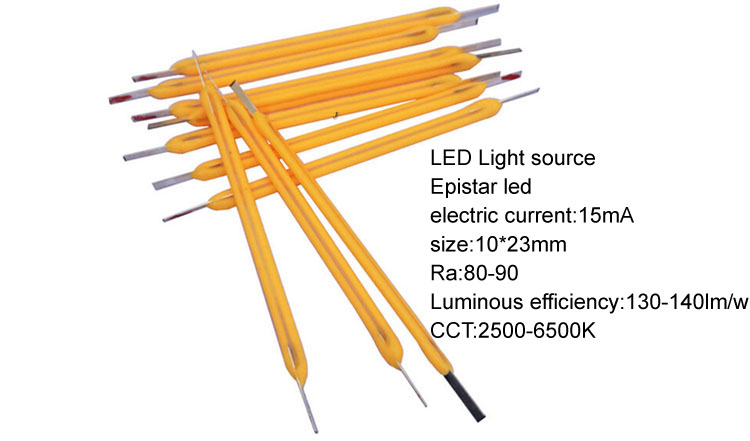 LED Light source
Epistar led
electric current:15mA
size:10*23mm
Ra:80-90
Luminous efficiency:130-140lm/w
CCT:2500-6500K